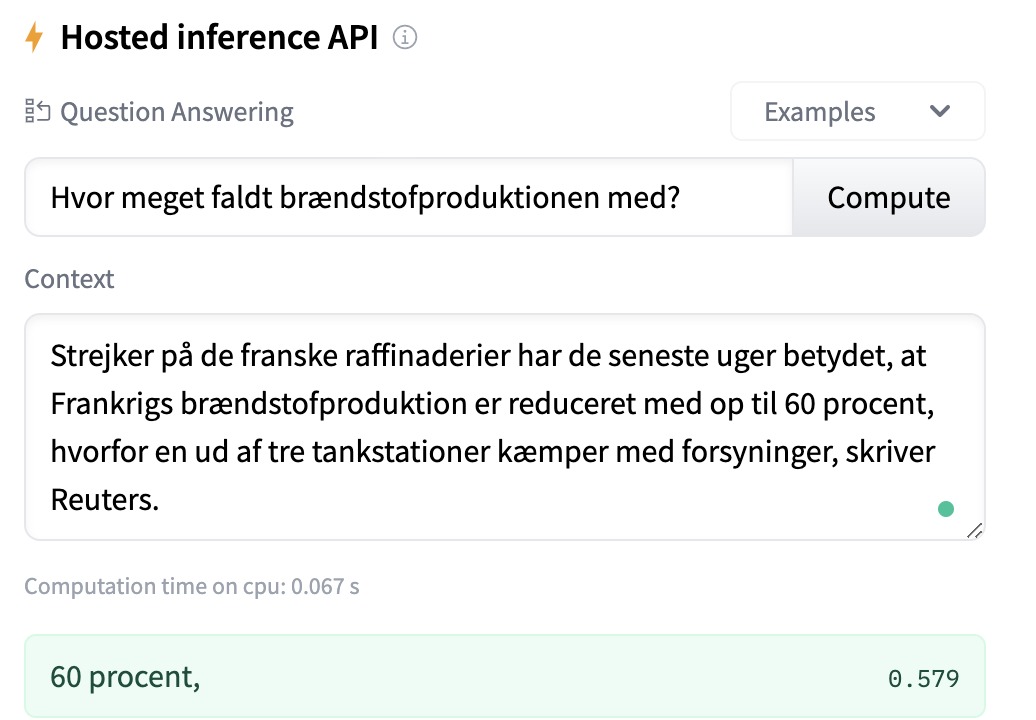 Hosted inference API
Question Answering
Examples
Hvor meget faldt brændstofproduktionen med?
Compute
Context
Strejker på de franske raffinaderier har de seneste uger betydet, at
Frankrigs brændstofproduktion er reduceret med op til 60 procent,
hvorfor en ud af tre tankstationer kæmper med forsyninger, skriver
Reuters.
Computation time on cpu: 0.067 s
60 procent,
0.579